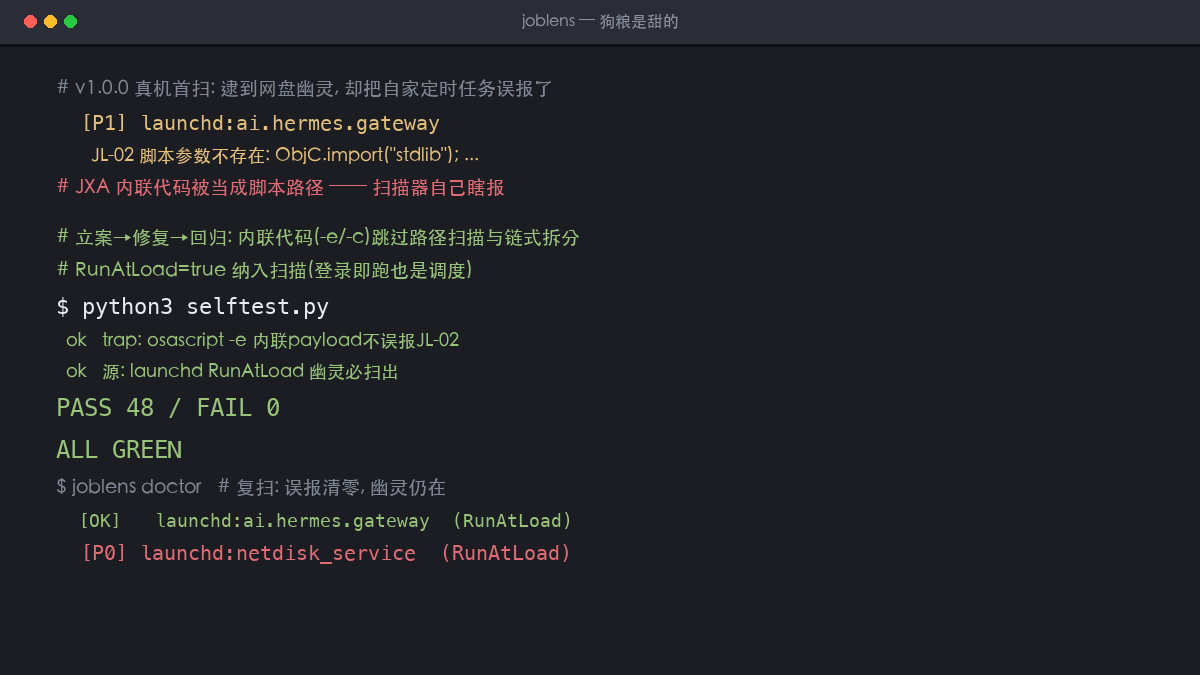 joblens — 狗粮是甜的
# v1.0.0 真机首扫: 逮到网盘幽灵, 却把自家定时任务误报了
[P1] launchd:ai.hermes.gateway
JL-02 脚本参数不存在: ObjC.import("stdlib"); ...
# JXA 内联代码被当成脚本路径 —— 扫描器自己瞎报
# 立案→修复→回归: 内联代码(-e/-c)跳过路径扫描与链式拆分
# RunAtLoad=true 纳入扫描(登录即跑也是调度)
$ python3 selftest.py
ok trap: osascript -e 内联payload不误报JL-02
ok 源: launchd RunAtLoad 幽灵必扫出
PASS 48 / FAIL 0
ALL GREEN
$ joblens doctor # 复扫: 误报清零, 幽灵仍在
[OK] launchd:ai.hermes.gateway (RunAtLoad)
[P0] launchd:netdisk_service (RunAtLoad)